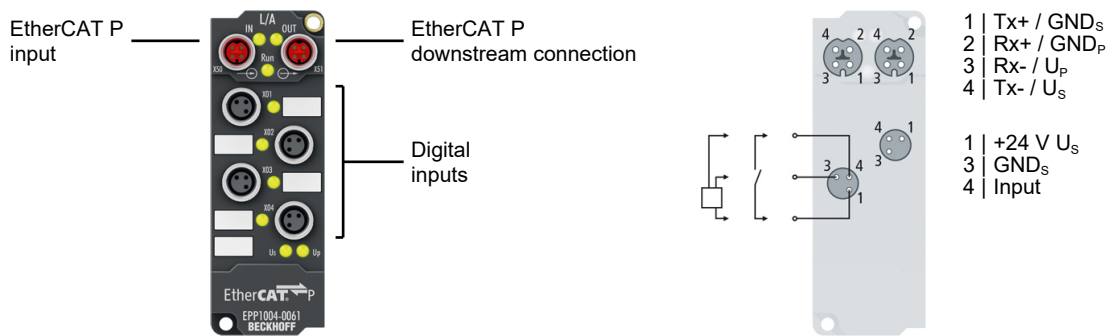 EtherCAT P
input
L/A
IN OUT
X50 Run X51
EtherCAT P
downstream connection
X01
X02
X03
X04
Us Up
Digital
inputs
EtherCAT® P
EPP1004-0061
BECKHOFF
4 2 4 2
3 1 3 1
4 1
3
3 4
1
1 | Tx+ / GNDS
2 | Rx+ / GNDP
3 | Rx- / UP
4 | Tx- / US
1 | +24 V US
3 | GNDS
4 | Input